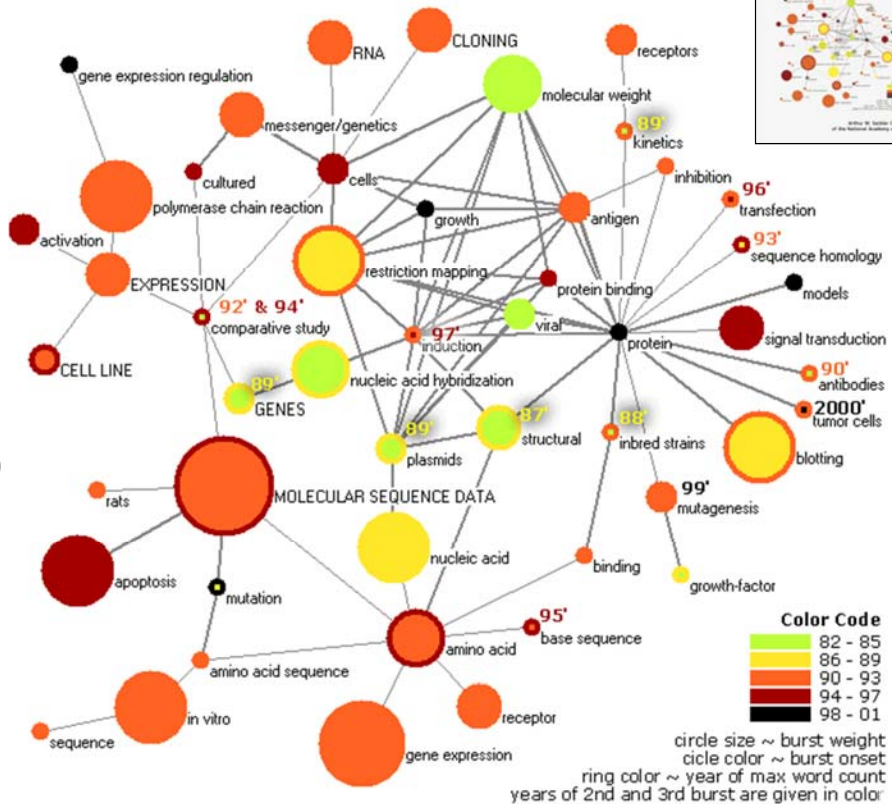 RNA
CLONING
receptors
gene expression regulation
molecular weight
messenger/genetics
89'
kinetics
cells
inhibition
cultured
polymerase chain reaction
96'
transfection
growth
antigen
activation
93'
sequence homology
restriction mapping
EXPRESSION
protein binding
models
92' & 94'
comparative study
viral
97'
induction
protein
signal transduction
CELL LINE
nucleic acid hybridization
90'
antibodies
89'
GENES
2000'
tumor cells
87'
structural
88'
inbred strains
89'
plasmids
blotting
rats
MOLECULAR SEQUENCE DATA
99'
mutagenesis
nucleic acid
binding
apoptosis
growth-factor
mutation
95'
base sequence
amino acid
amino acid sequence
in vitro
receptor
sequence
gene expression
Color Code
82 - 85
86 - 89
90 - 93
94 - 97
98 - 01
circle size ~ burst weight
cicle color ~ burst onset
ring color ~ year of max word count
years of 2nd and 3rd burst are given in color